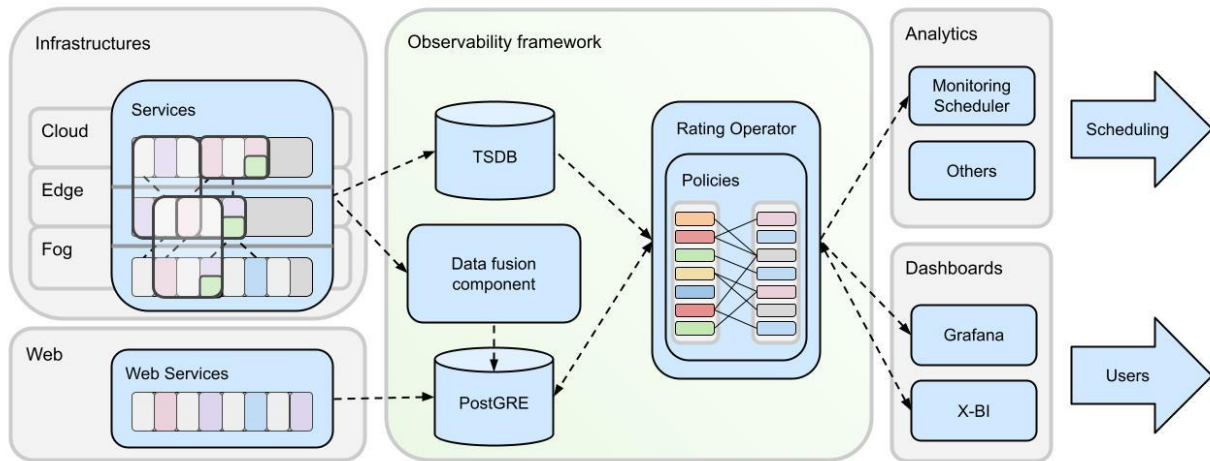 Infrastructures
Services
Cloud
Edge
Fog
Web
Web Services
Observability framework
TSDB
Data fusion
component
PostGRE
Rating Operator
Policies
Analytics
Monitoring
Scheduler
Others
Scheduling
Dashboards
Grafana
X-BI
Users